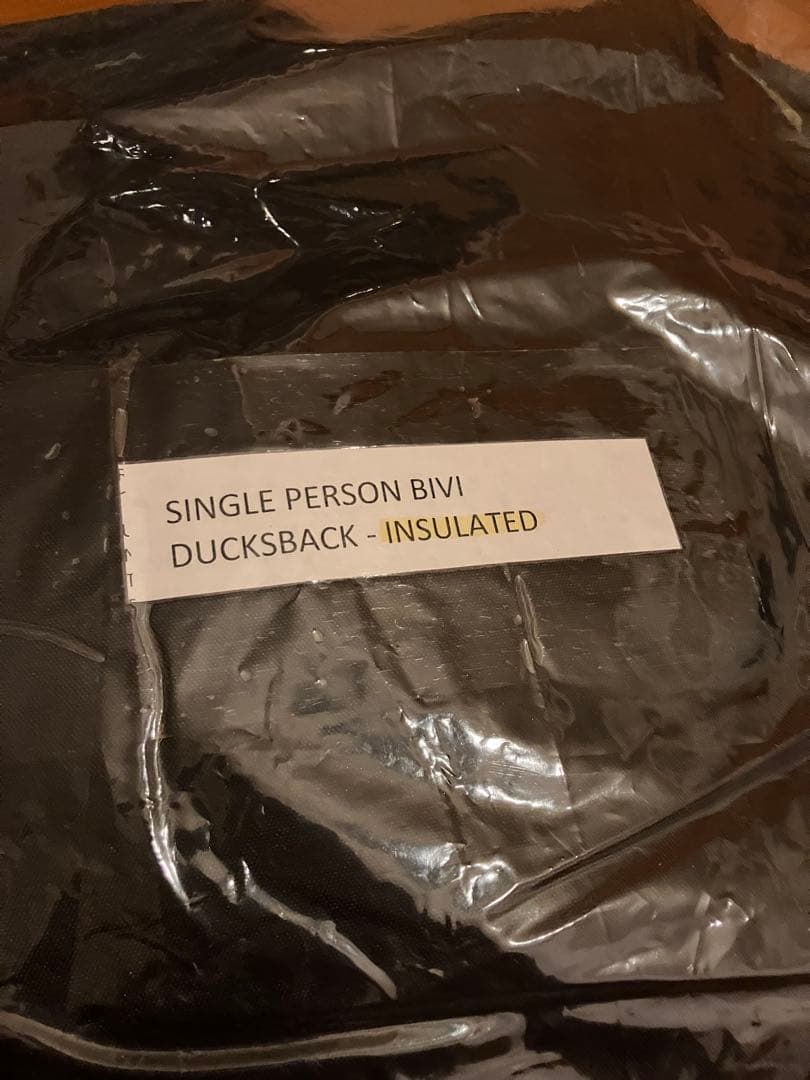 SINGLE PERSON BIVI
DUCKSBACK - INSULATED